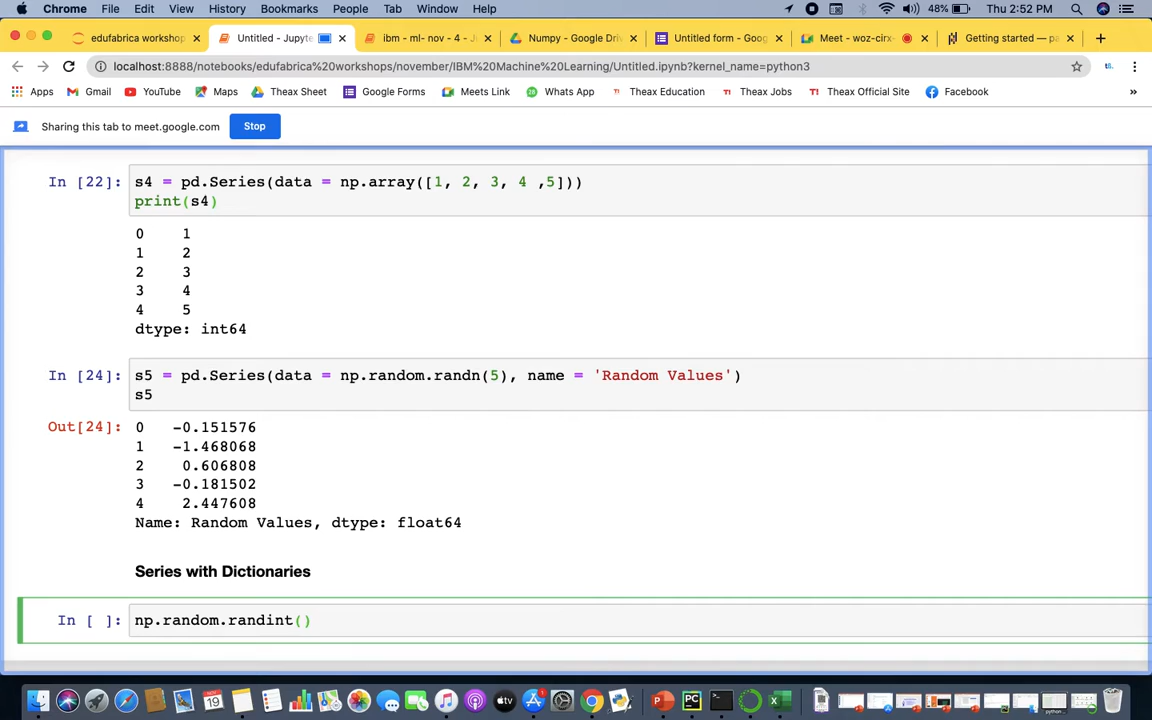 Chrome File Edit View History Bookmarks People Tab Window Help 48% Thu 2:52 PM
edufabrica workshop Untitled - Jupyte ibm - ml- nov - 4 - Ju Numpy - Google Driv Untitled form - Goog Meet - woz-cirx- Getting started — pa
localhost:8888/notebooks/edufabrica%20workshops/november/IBM%20Machine%20Learning/Untitled.ipynb?kernel_name=python3
Apps Gmail YouTube Maps Theax Sheet Google Forms Meets Link Whats App Theax Education Theax Jobs Theax Official Site Facebook »
Sharing this tab to meet.google.com Stop
In [22]: s4 = pd.Series(data = np.array([1, 2, 3, 4 ,5]))
print(s4)
0 1
1 2
2 3
3 4
4 5
dtype: int64
In [24]: s5 = pd.Series(data = np.random.randn(5), name = 'Random Values')
s5
Out[24]: 0 -0.151576
1 -1.468068
2 0.606808
3 -0.181502
4 2.447608
Name: Random Values, dtype: float64
Series with Dictionaries
In [ ]: np.random.randint()